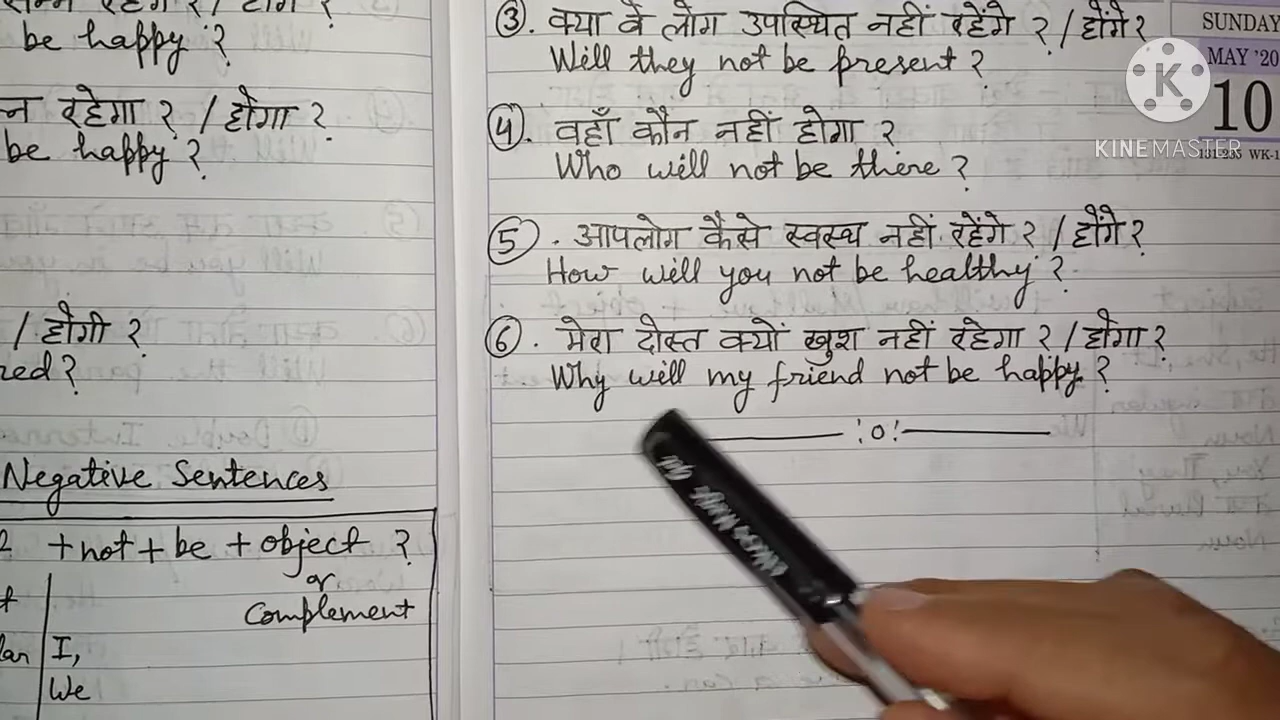 be happy ?
न रहेगा ? / होगा ?
be happy ?
/ होगी ?
red ?
Negative Sentences
+ not + be + object ?
or
Complement
I,
We
③. क्या वे लोग उपस्थित नहीं रहेंगे ? / होंगे ?
Will they not be present ?
④. वहाँ कौन नहीं होगा ?
Who will not be there ?
⑤. आपलोग कैसे स्वस्थ नहीं रहेंगे ? / होंगे ?
How will you not be healthy ?
⑥. मेरा दोस्त क्यों खुश नहीं रहेगा ? / होगा ?
Why will my friend not be happy ?
:o:
SUNDAY
MAY '20
10
K
KINEMASTER